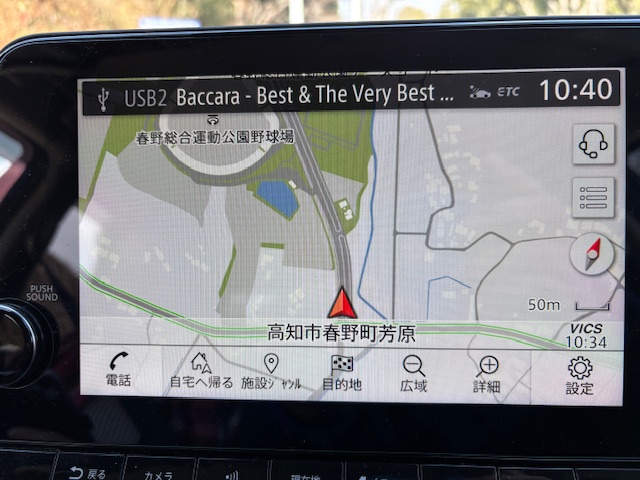 USB2 Baccara - Best & The Very Best ... ETC 10:40
春野総合運動公園野球場
50m
高知市春野町芳原
VICS
10:34
電話 自宅へ帰る 施設ｼﾞｬﾝﾙ 目的地 広域 詳細 設定
PUSH
SOUND
戻る カメラ 現在地